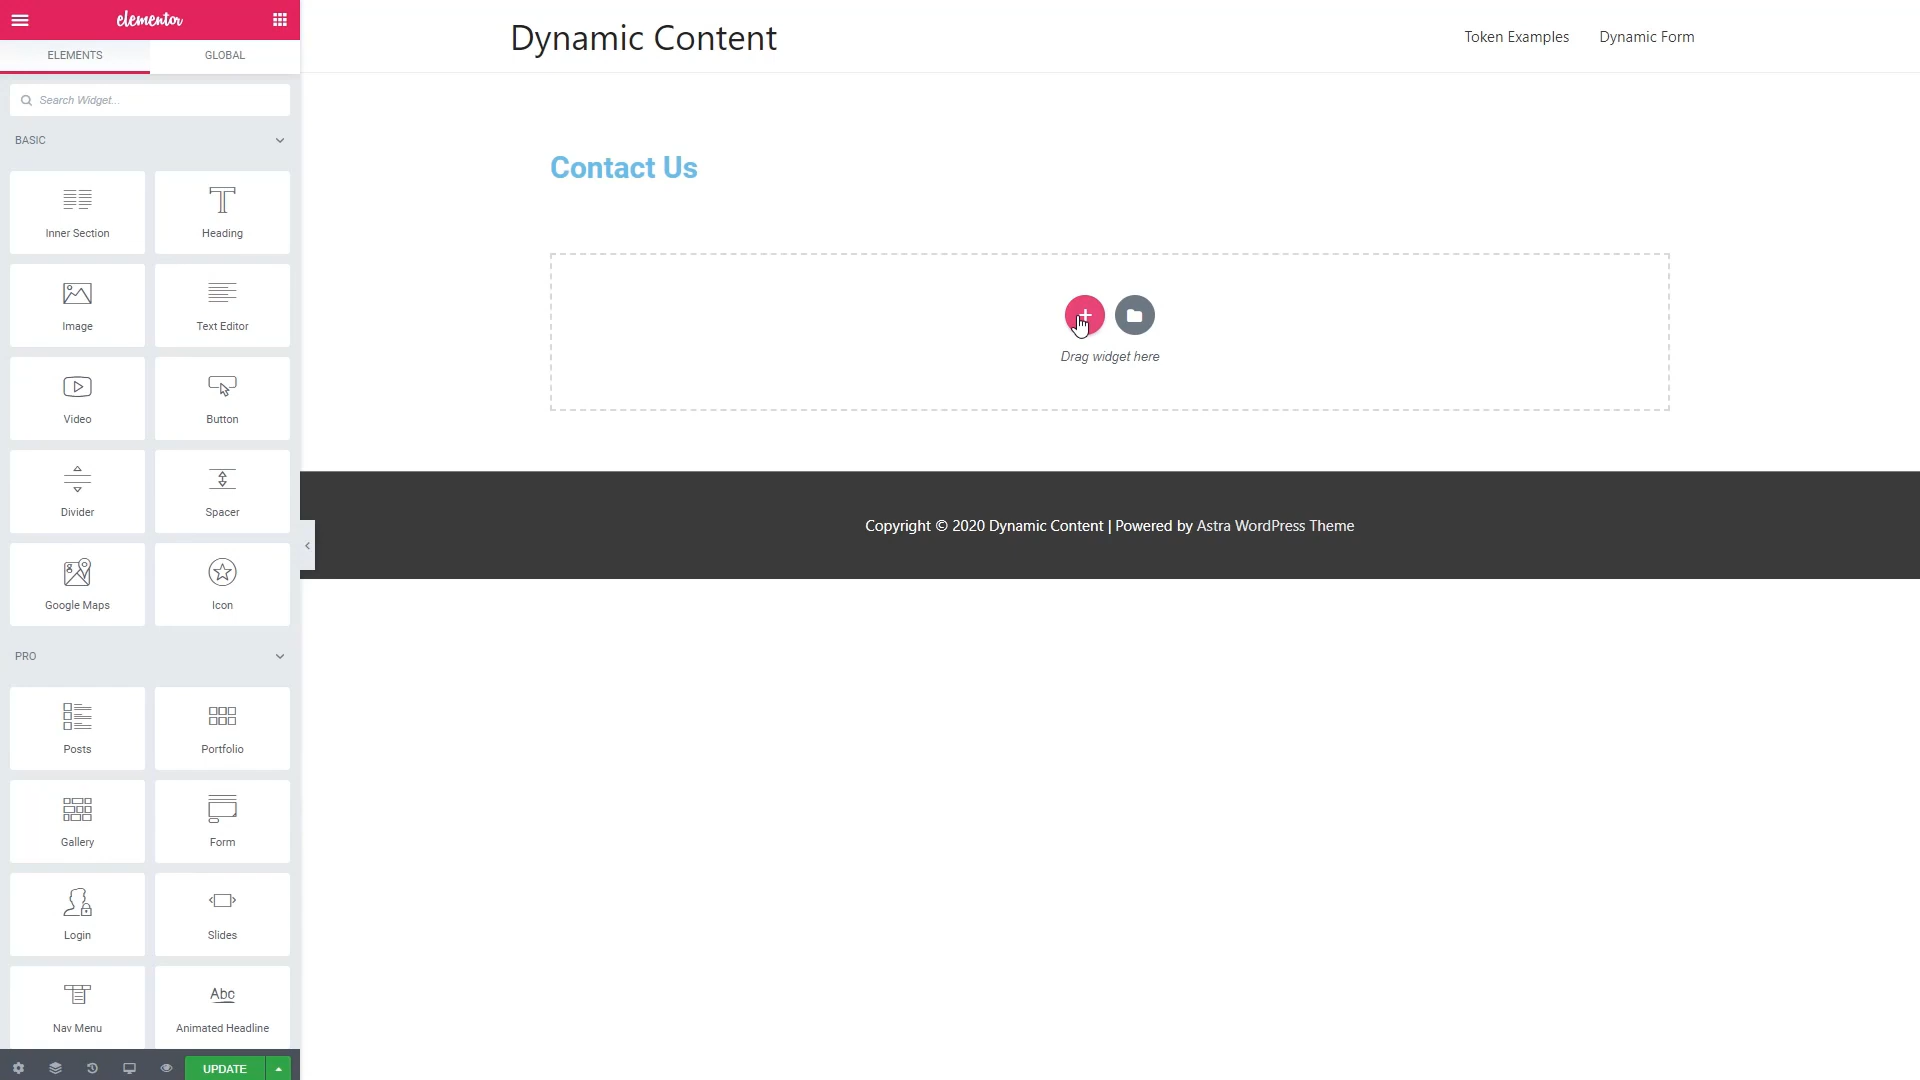 elementor
ELEMENTS
GLOBAL
Search Widget...
BASIC
Inner Section
Heading
Image
Text Editor
Video
Button
Divider
Spacer
Google Maps
Icon
PRO
Posts
Portfolio
Gallery
Form
Login
Slides
Nav Menu
Abc
Animated Headline
UPDATE
Dynamic Content
Token Examples
Dynamic Form
Contact Us
Drag widget here
Copyright © 2020 Dynamic Content | Powered by Astra WordPress Theme